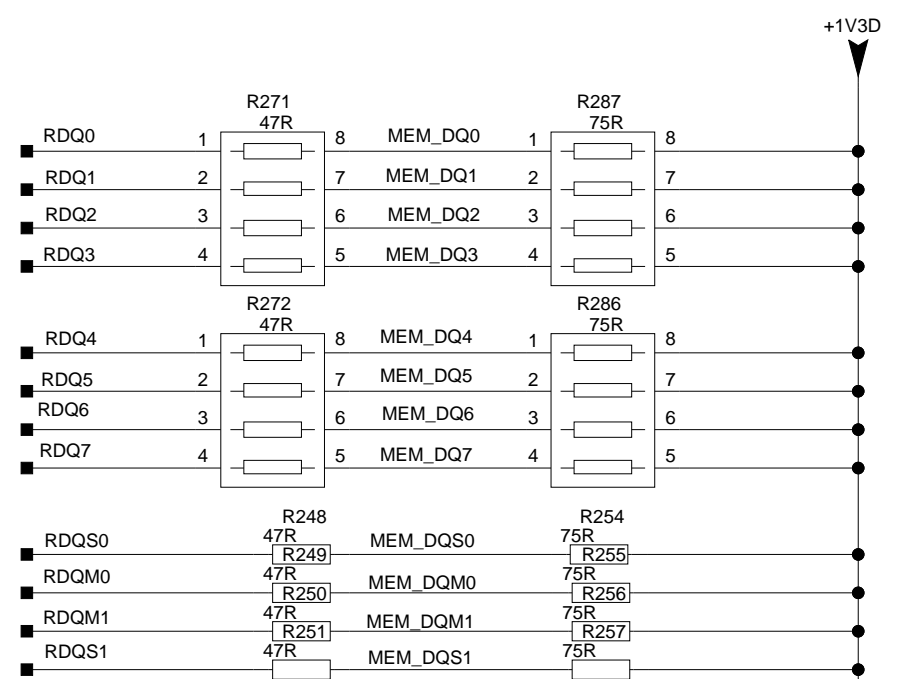 +1V3D
R271 R287
47R 75R
RDQ0 1 8 MEM_DQ0 1 8
RDQ1 2 7 MEM_DQ1 2 7
RDQ2 3 6 MEM_DQ2 3 6
RDQ3 4 5 MEM_DQ3 4 5
R272 R286
47R 75R
RDQ4 1 8 MEM_DQ4 1 8
RDQ5 2 7 MEM_DQ5 2 7
RDQ6 3 6 MEM_DQ6 3 6
RDQ7 4 5 MEM_DQ7 4 5
R248 R254
RDQS0 47R MEM_DQS0 75R
R249 R255
RDQM0 47R MEM_DQM0 75R
R250 R256
RDQM1 47R MEM_DQM1 75R
R251 R257
RDQS1 47R MEM_DQS1 75R